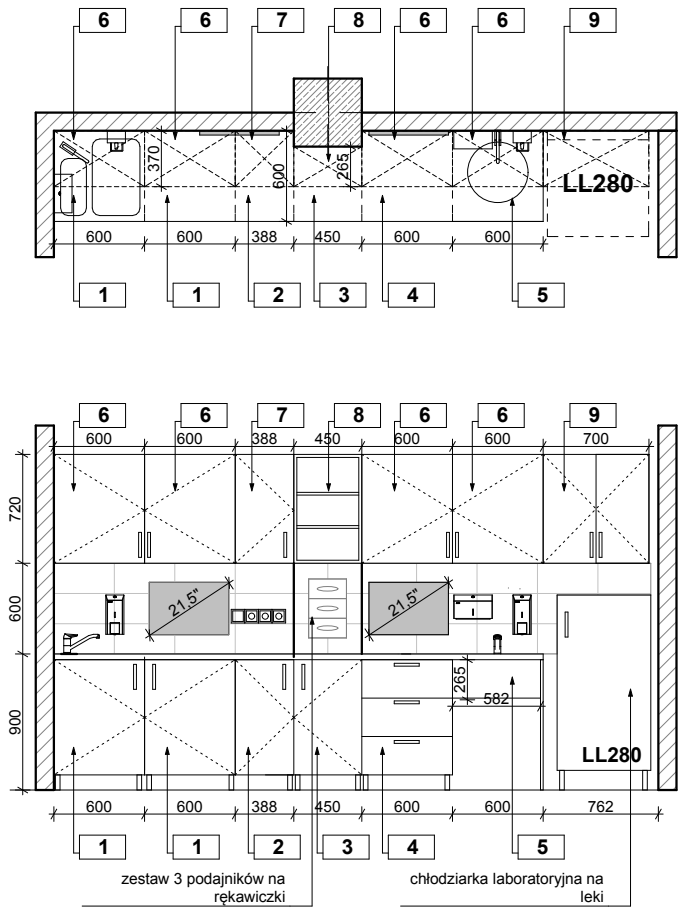 6 6 7 8 6 6 9
370 600 265 LL280
600 600 388 450 600 600
1 1 2 3 4 5
6 6 7 8 6 6 9
600 600 388 450 600 600 700
720
600
21,5" 21,5"
900
265
582
LL280
600 600 388 450 600 600 762
1 1 2 3 4 5
zestaw 3 podajników na
rękawiczki
chłodziarka laboratoryjna na
leki